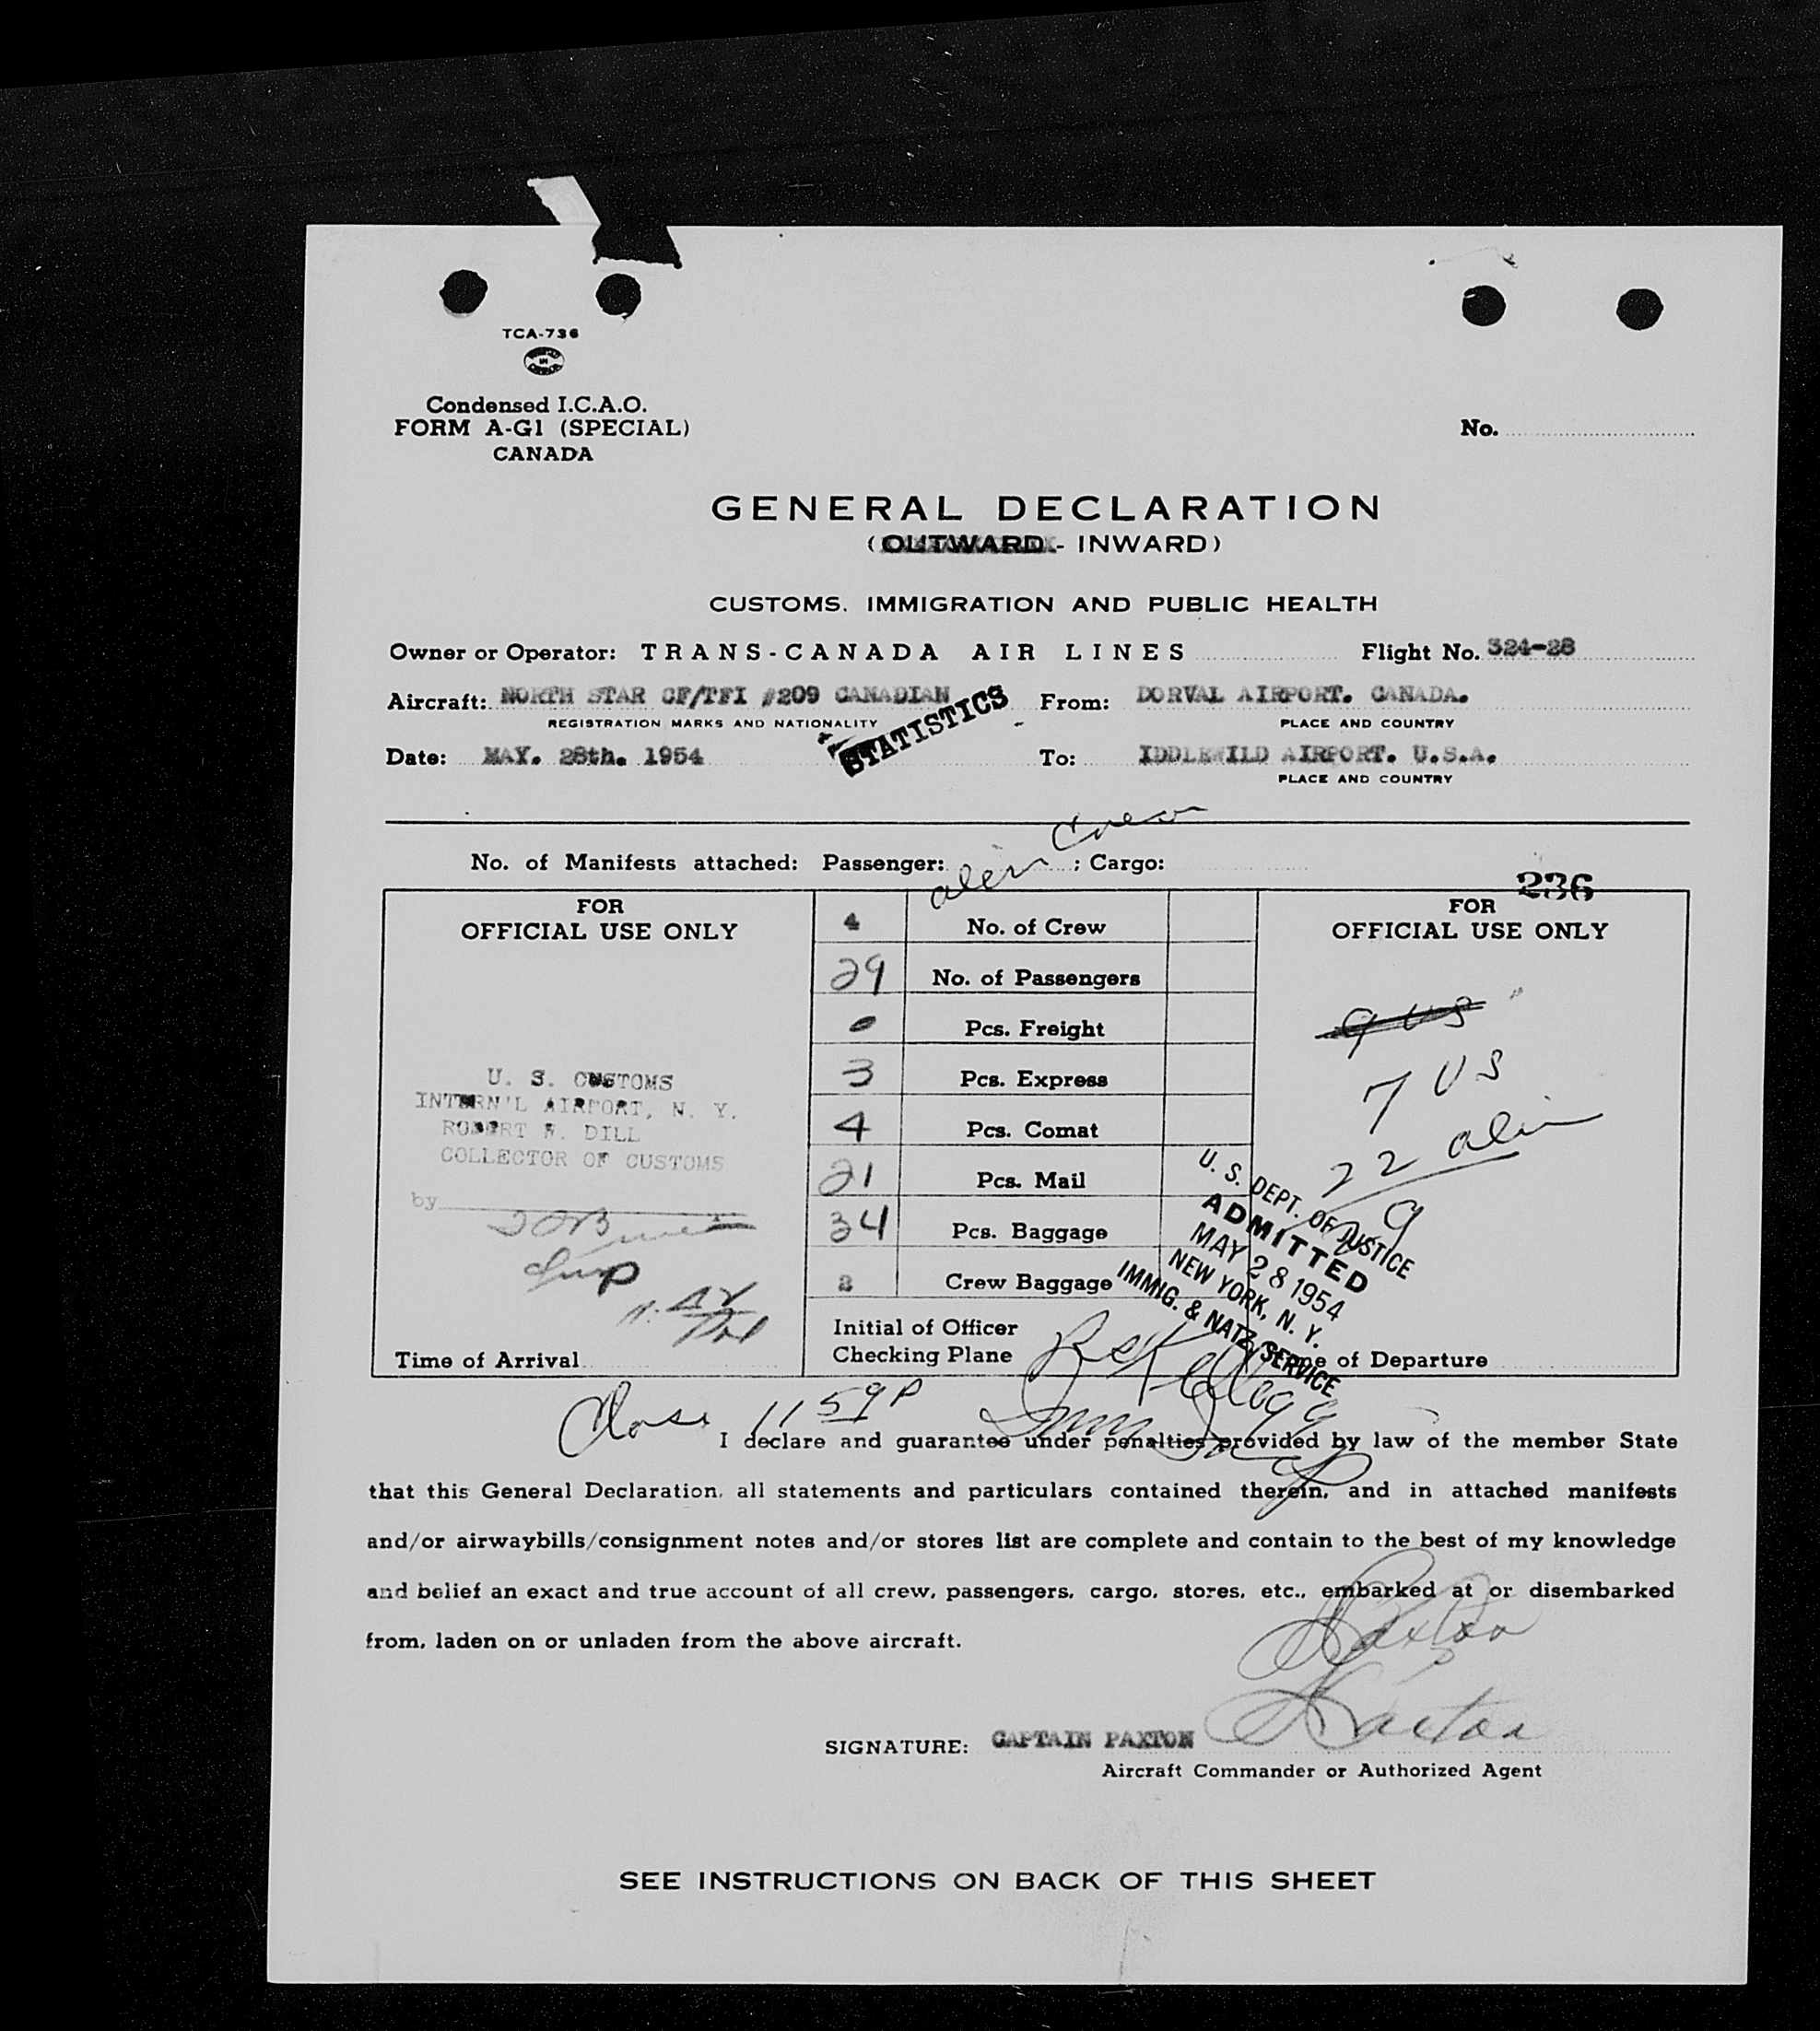 TCA-736
Condensed I.C.A.O.
FORM A-G1 (SPECIAL)
CANADA
No.
GENERAL DECLARATION
(OUTWARD - INWARD)
CUSTOMS, IMMIGRATION AND PUBLIC HEALTH
Owner or Operator: TRANS-CANADA AIR LINES Flight No. 324-28
Aircraft: NORTH STAR CF/TFI #209 CANADIAN From: DORVAL AIRPORT. CANADA.
REGISTRATION MARKS AND NATIONALITY PLACE AND COUNTRY
STATISTICS
Date: MAY. 28th. 1954 To: IDDLEWILD AIRPORT. U.S.A.
PLACE AND COUNTRY
alien Crew
No. of Manifests attached: Passenger: ; Cargo:
236
FOR
OFFICIAL USE ONLY
U. S. CUSTOMS
INTERN'L AIRPORT, N. Y.
ROBERT W. DILL
COLLECTOR OF CUSTOMS
by
Insp
Time of Arrival
4 No. of Crew
29 No. of Passengers
0 Pcs. Freight
3 Pcs. Express
4 Pcs. Comat
21 Pcs. Mail
34 Pcs. Baggage
2 Crew Baggage
Initial of Officer
Checking Plane
FOR
OFFICIAL USE ONLY
9 US
7 US
22 alien
29
U. S. DEPT. OF JUSTICE
ADMITTED
MAY 28 1954
NEW YORK, N. Y.
IMMIG. & NATZ. SERVICE
Time of Departure
Close 1159P
I declare and guarantee under penalties provided by law of the member State
that this General Declaration, all statements and particulars contained therein, and in attached manifests
and/or airwaybills/consignment notes and/or stores list are complete and contain to the best of my knowledge
and belief an exact and true account of all crew, passengers, cargo, stores, etc., embarked at or disembarked
from, laden on or unladen from the above aircraft.
Paxton
SIGNATURE: CAPTAIN PAXTON Paxton
Aircraft Commander or Authorized Agent
SEE INSTRUCTIONS ON BACK OF THIS SHEET